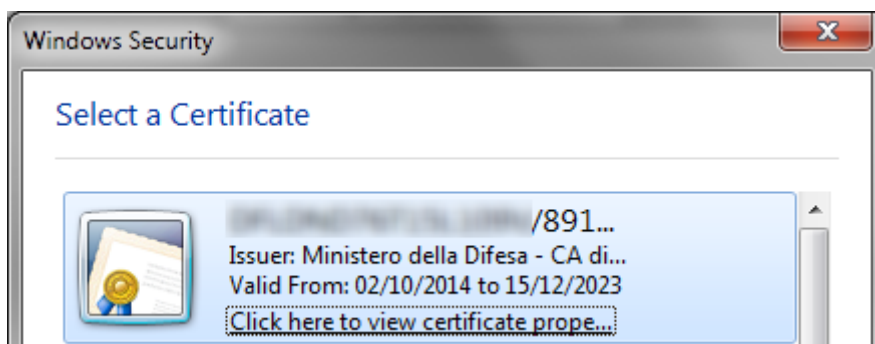 Windows Security
Select a Certificate
/891...
Issuer: Ministero della Difesa - CA di...
Valid From: 02/10/2014 to 15/12/2023
Click here to view certificate prope...